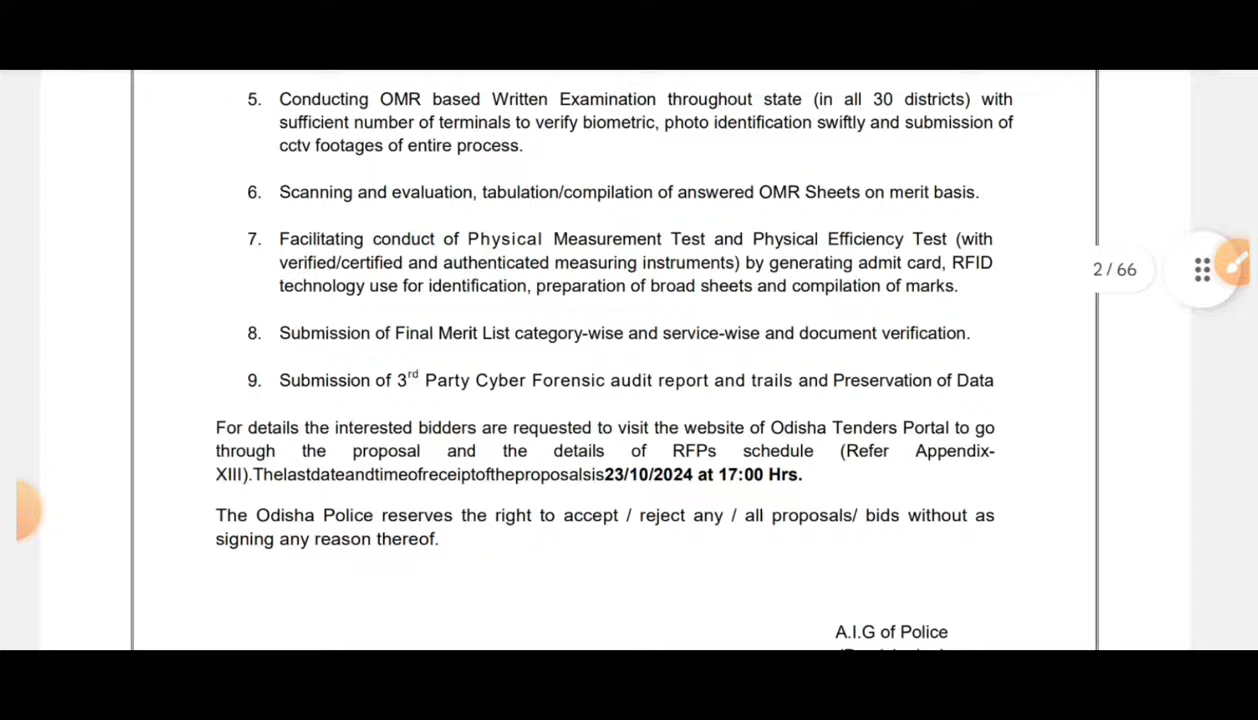 5. Conducting OMR based Written Examination throughout state (in all 30 districts) with
sufficient number of terminals to verify biometric, photo identification swiftly and submission of
cctv footages of entire process.
6. Scanning and evaluation, tabulation/compilation of answered OMR Sheets on merit basis.
7. Facilitating conduct of Physical Measurement Test and Physical Efficiency Test (with
verified/certified and authenticated measuring instruments) by generating admit card, RFID
technology use for identification, preparation of broad sheets and compilation of marks.
2 / 66
8. Submission of Final Merit List category-wise and service-wise and document verification.
9. Submission of 3rd Party Cyber Forensic audit report and trails and Preservation of Data
For details the interested bidders are requested to visit the website of Odisha Tenders Portal to go
through the proposal and the details of RFPs schedule (Refer Appendix-
XIII).Thelastdateandtimeofreceiptoftheproposalsis23/10/2024 at 17:00 Hrs.
The Odisha Police reserves the right to accept / reject any / all proposals/ bids without as
signing any reason thereof.
A.I.G of Police